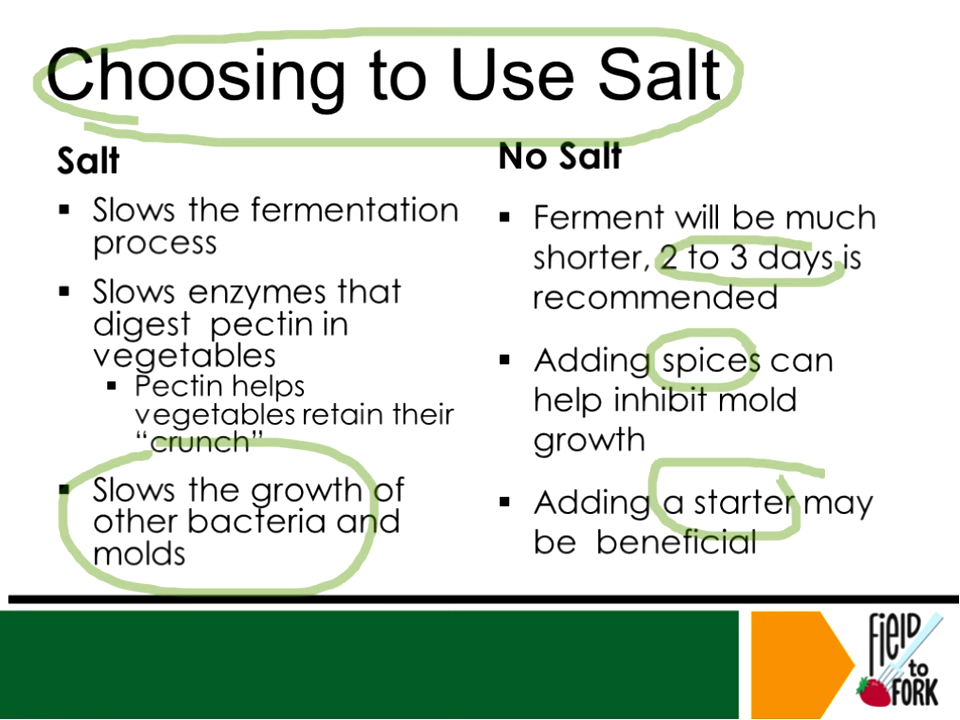 Choosing to Use Salt
Salt
▪ Slows the fermentation
process
▪ Slows enzymes that
digest pectin in
vegetables
▪ Pectin helps
vegetables retain their
“crunch”
▪ Slows the growth of
other bacteria and
molds
No Salt
▪ Ferment will be much
shorter, 2 to 3 days is
recommended
▪ Adding spices can
help inhibit mold
growth
▪ Adding a starter may
be beneficial
FiELD
to
FORK